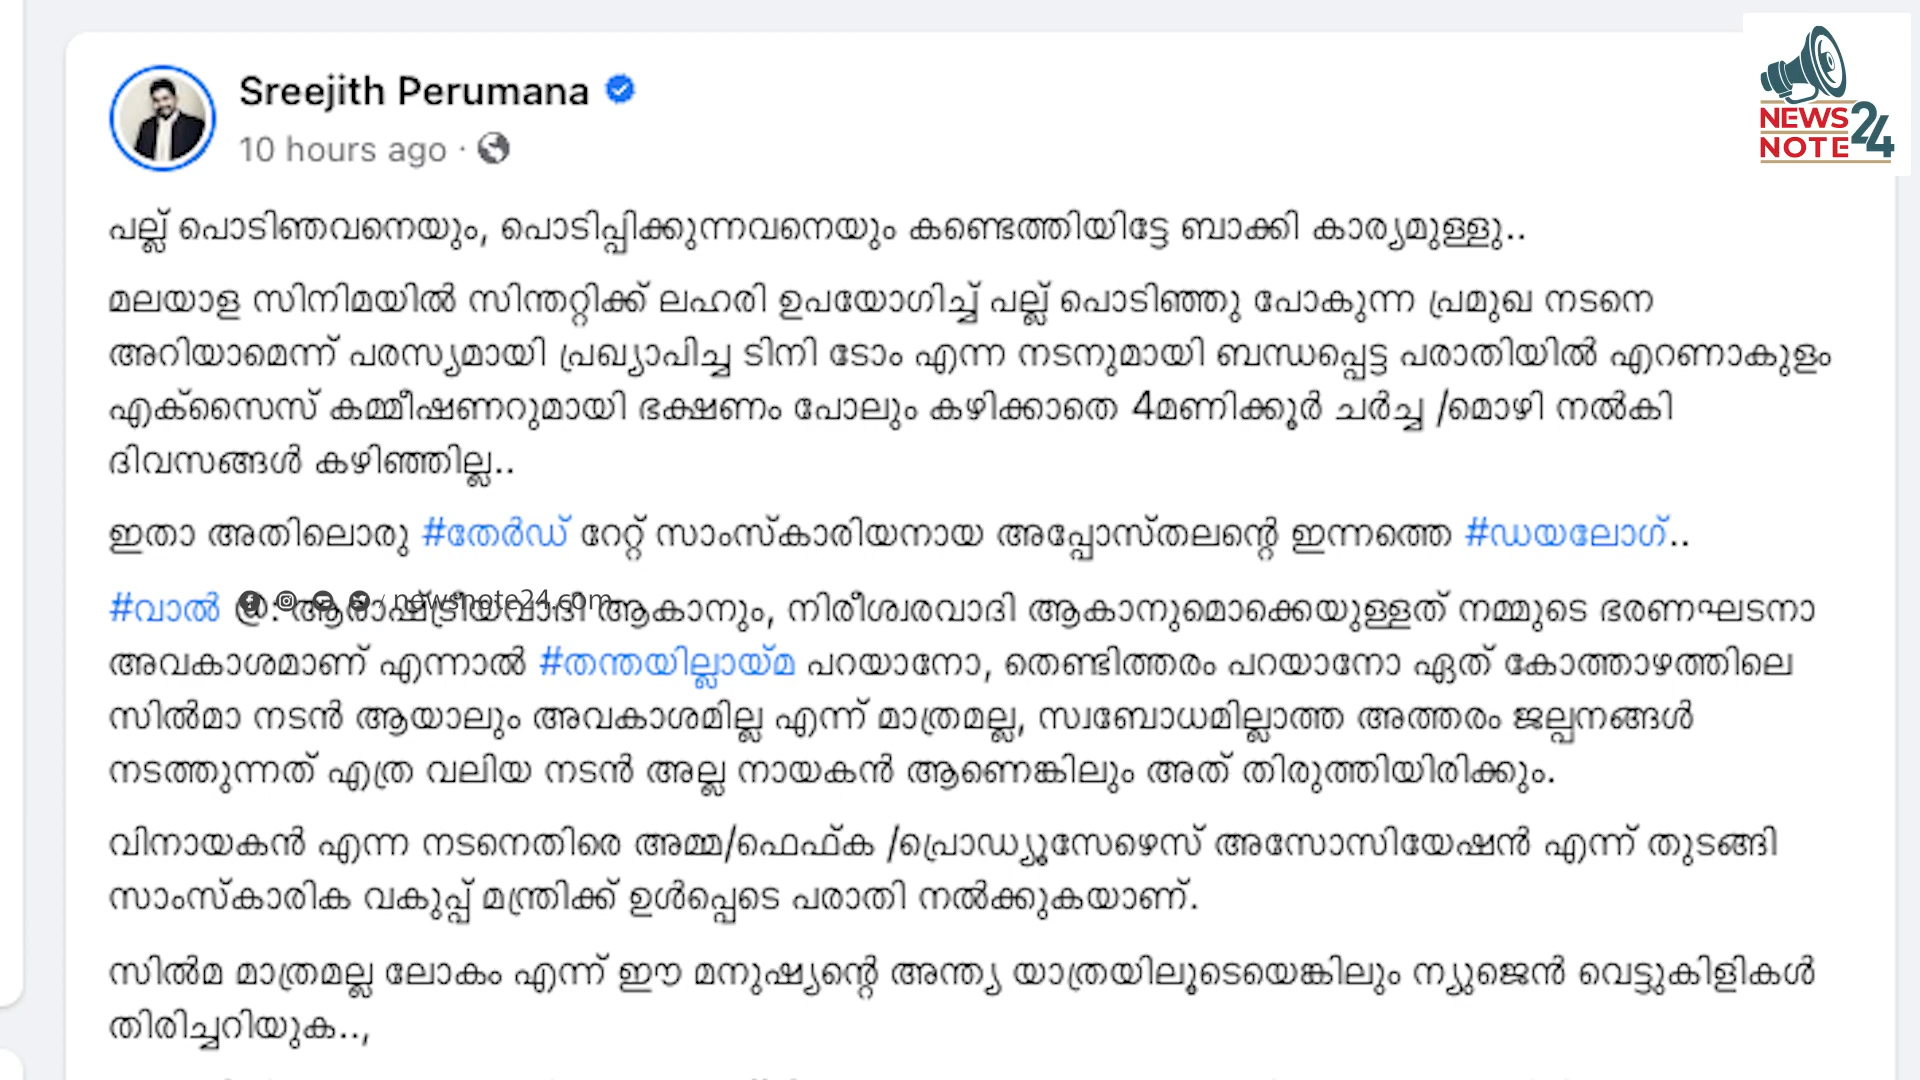 Sreejith Perumana
10 hours ago ·
NEWS
NOTE
24
പല്ല് പൊടിഞവനെയും, പൊടിപ്പിക്കുന്നവനെയും കണ്ടെത്തിയിട്ടേ ബാക്കി കാര്യമുള്ളു..
മലയാള സിനിമയിൽ സിന്തറ്റിക്ക് ലഹരി ഉപയോഗിച്ച് പല്ല് പൊടിഞ്ഞു പോകുന്ന പ്രമുഖ നടനെ
അറിയാമെന്ന് പരസ്യമായി പ്രഖ്യാപിച്ച ടിനി ടോം എന്ന നടനുമായി ബന്ധപ്പെട്ട പരാതിയിൽ എറണാകുളം
എക്‌സൈസ് കമ്മീഷണറുമായി ഭക്ഷണം പോലും കഴിക്കാതെ 4മണിക്കൂർ ചർച്ച /മൊഴി നൽകി
ദിവസങ്ങൾ കഴിഞ്ഞില്ല..
ഇതാ അതിലൊരു #തേർഡ് റേറ്റ് സാംസ്കാരിയനായ അപ്പോസ്തലന്റെ ഇന്നത്തെ #ഡയലോഗ്..
#വാൽ @: ആരാഷ്ട്രീയവാദി ആകാനും, നിരീശ്വരവാദി ആകാനുമൊക്കെയുള്ളത് നമ്മുടെ ഭരണഘടനാ
newsnote24.com
അവകാശമാണ് എന്നാൽ #തന്തയില്ലായ്മ പറയാനോ, തെണ്ടിത്തരം പറയാനോ ഏത് കോത്താഴത്തിലെ
സിൽമാ നടൻ ആയാലും അവകാശമില്ല എന്ന് മാത്രമല്ല, സ്വബോധമില്ലാത്ത അത്തരം ജല്പനങ്ങൾ
നടത്തുന്നത് എത്ര വലിയ നടൻ അല്ല നായകൻ ആണെങ്കിലും അത് തിരുത്തിയിരിക്കും.
വിനായകൻ എന്ന നടനെതിരെ അമ്മ/ഫെഫ്ക /പ്രൊഡ്യൂസേഴെസ് അസോസിയേഷൻ എന്ന് തുടങ്ങി
സാംസ്കാരിക വകുപ്പ് മന്ത്രിക്ക് ഉൾപ്പെടെ പരാതി നൽക്കുകയാണ്.
സിൽമ മാത്രമല്ല ലോകം എന്ന് ഈ മനുഷ്യന്റെ അന്ത്യ യാത്രയിലൂടെയെങ്കിലും ന്യുജെൻ വെട്ടുകിളികൾ
തിരിച്ചറിയുക..,